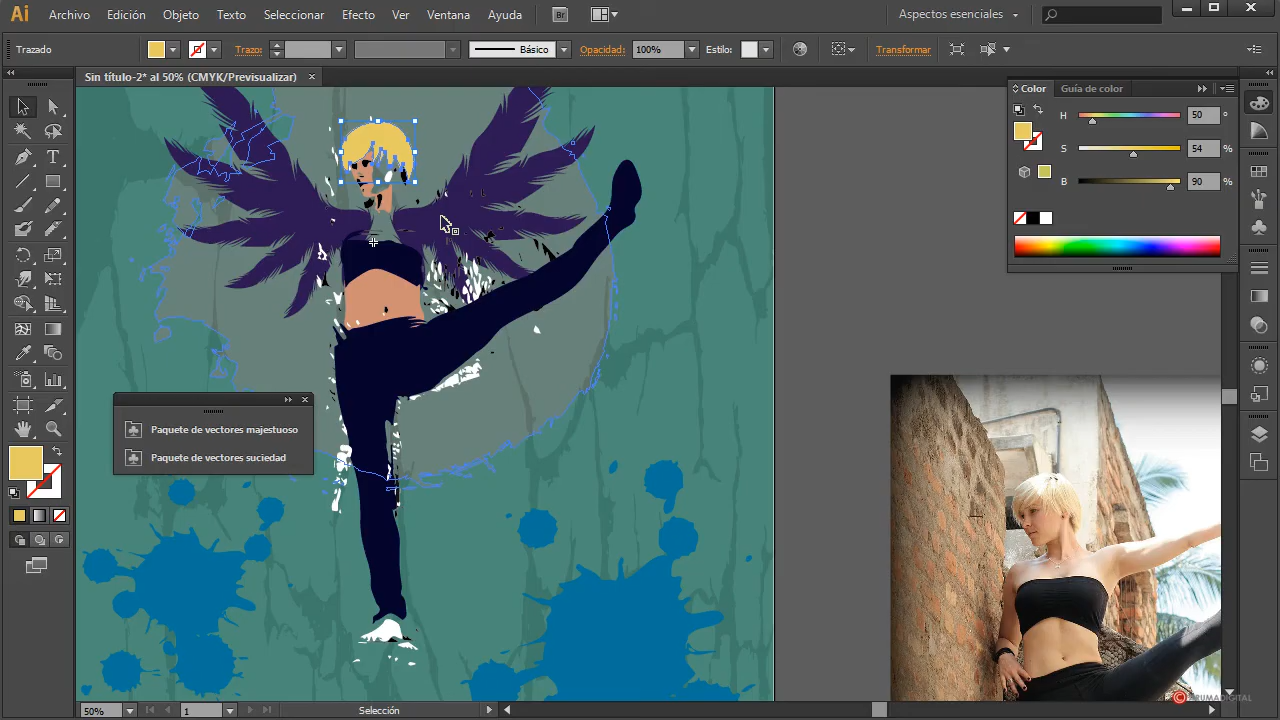 Ai Archivo Edición Objeto Texto Seleccionar Efecto Ver Ventana Ayuda Br Aspectos esenciales
Trazado Trazo: Básico Opacidad: 100% Estilo: Transformar
Sin título-2* al 50% (CMYK/Previsualizar)
Color Guía de color
H 50 °
S 54 %
B 90 %
Paquete de vectores majestuoso
Paquete de vectores suciedad
50% 1 Selección